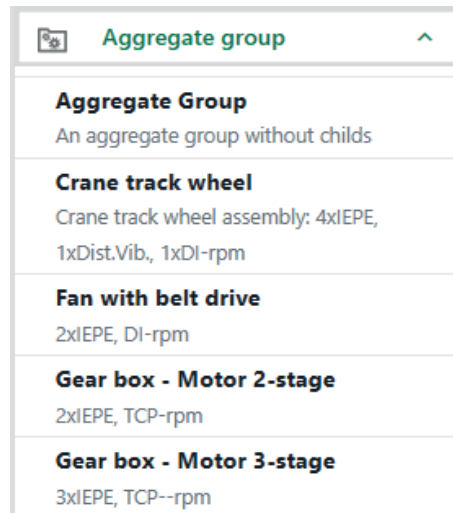 Aggregate group
Aggregate Group
An aggregate group without childs
Crane track wheel
Crane track wheel assembly: 4xIEPE,
1xDist.Vib., 1xDI-rpm
Fan with belt drive
2xIEPE, DI-rpm
Gear box - Motor 2-stage
2xIEPE, TCP-rpm
Gear box - Motor 3-stage
3xIEPE, TCP--rpm